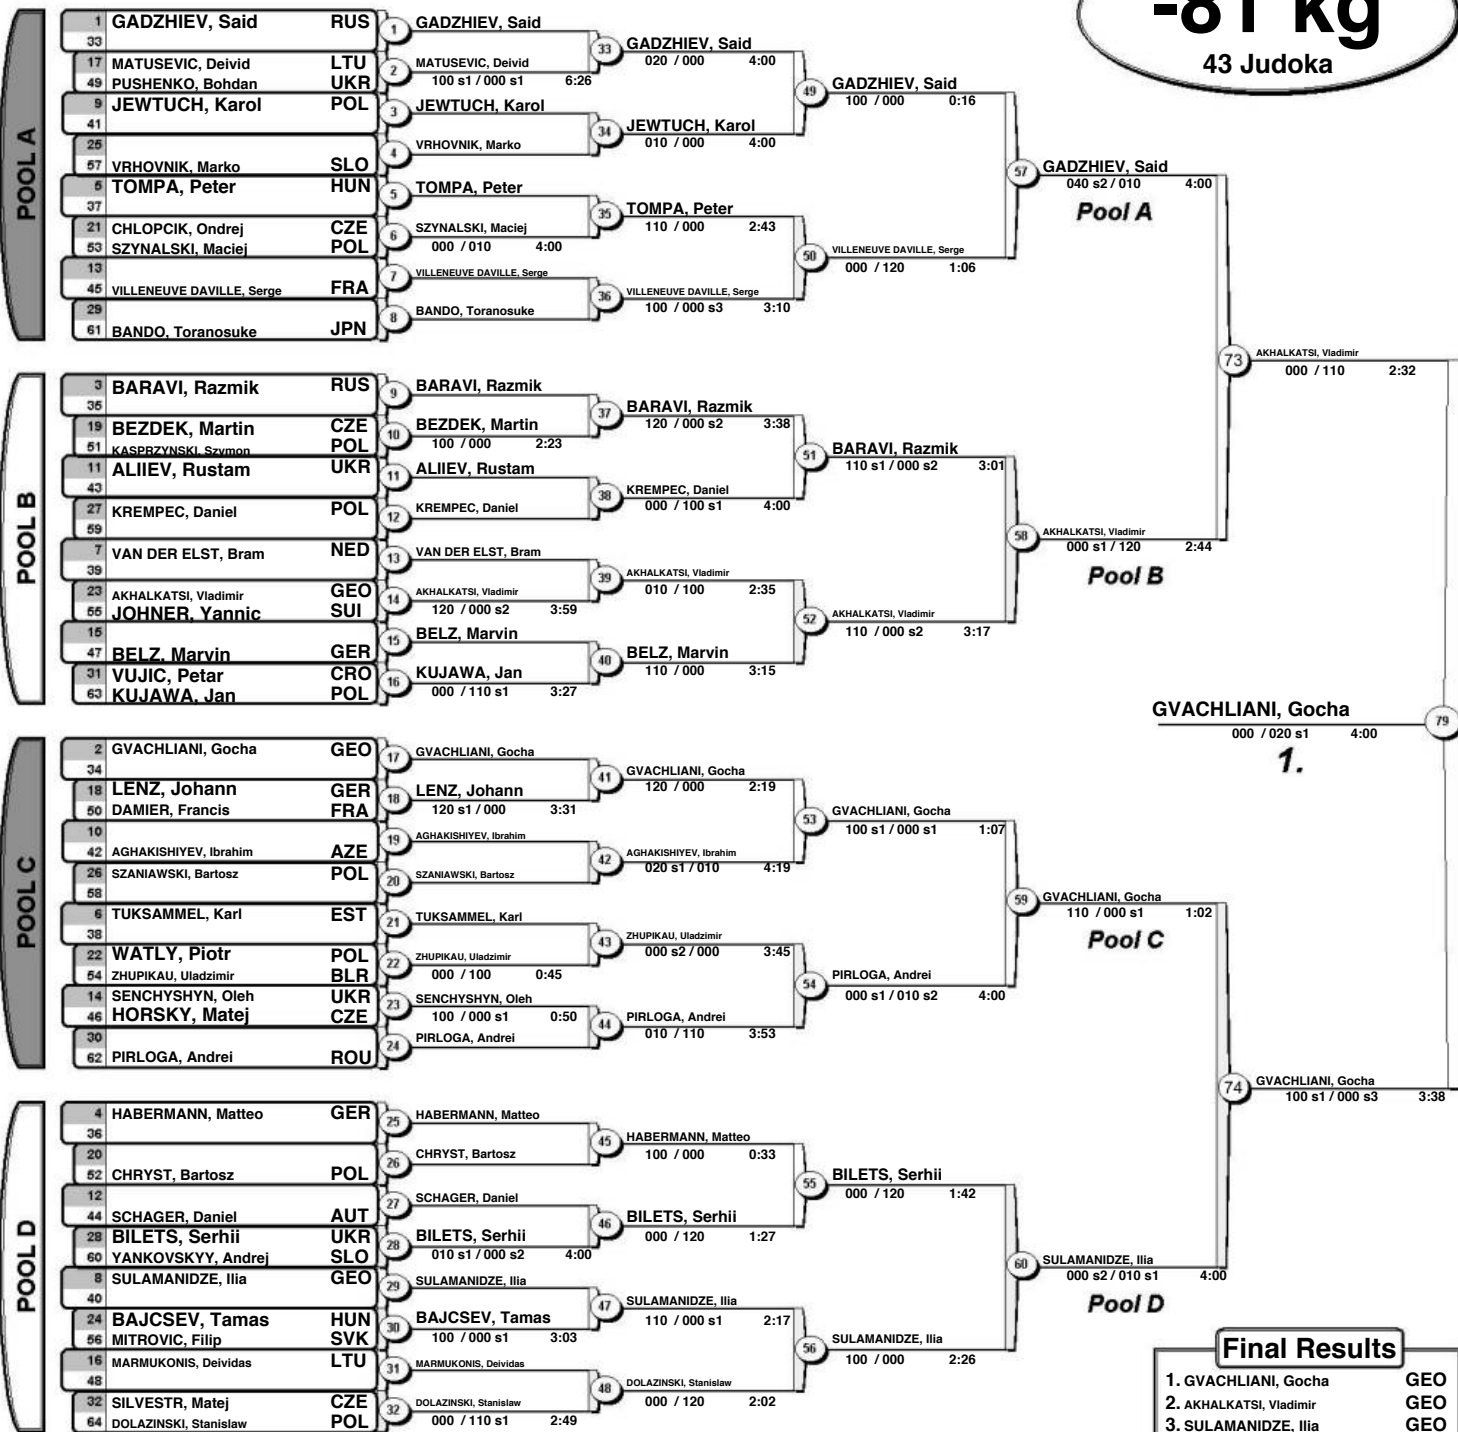 -81 kg
43 Judoka
POOL A
1 GADZHIEV, Said RUS
33
17 MATUSEVIC, Deivid LTU
49 PUSHENKO, Bohdan UKR
9 JEWTUCH, Karol POL
41
25
57 VRHOVNIK, Marko SLO
5 TOMPA, Peter HUN
37
21 CHLOPCIK, Ondrej CZE
53 SZYNALSKI, Maciej POL
13
45 VILLENEUVE DAVILLE, Serge FRA
29
61 BANDO, Toranosuke JPN
1 GADZHIEV, Said
2 MATUSEVIC, Deivid
100 s1 / 000 s1 6:26
3 JEWTUCH, Karol
4 VRHOVNIK, Marko
5 TOMPA, Peter
6 SZYNALSKI, Maciej
000 / 010 4:00
7 VILLENEUVE DAVILLE, Serge
8 BANDO, Toranosuke
33 GADZHIEV, Said
020 / 000 4:00
34 JEWTUCH, Karol
010 / 000 4:00
35 TOMPA, Peter
110 / 000 2:43
36 VILLENEUVE DAVILLE, Serge
100 / 000 s3 3:10
49 GADZHIEV, Said
100 / 000 0:16
50 VILLENEUVE DAVILLE, Serge
000 / 120 1:06
57 GADZHIEV, Said
040 s2 / 010 4:00
Pool A
POOL B
3 BARAVI, Razmik RUS
35
19 BEZDEK, Martin CZE
51 KASPRZYNSKI, Szymon POL
11 ALIIEV, Rustam UKR
43
27 KREMPEC, Daniel POL
59
7 VAN DER ELST, Bram NED
39
23 AKHALKATSI, Vladimir GEO
55 JOHNER, Yannic SUI
15
47 BELZ, Marvin GER
31 VUJIC, Petar CRO
63 KUJAWA, Jan POL
9 BARAVI, Razmik
10 BEZDEK, Martin
100 / 000 2:23
11 ALIIEV, Rustam
12 KREMPEC, Daniel
13 VAN DER ELST, Bram
14 AKHALKATSI, Vladimir
120 / 000 s2 3:59
15 BELZ, Marvin
16 KUJAWA, Jan
000 / 110 s1 3:27
37 BARAVI, Razmik
120 / 000 s2 3:38
38 KREMPEC, Daniel
000 / 100 s1 4:00
39 AKHALKATSI, Vladimir
010 / 100 2:35
40 BELZ, Marvin
110 / 000 3:15
51 BARAVI, Razmik
110 s1 / 000 s2 3:01
52 AKHALKATSI, Vladimir
110 / 000 s2 3:17
58 AKHALKATSI, Vladimir
000 s1 / 120 2:44
Pool B
73 AKHALKATSI, Vladimir
000 / 110 2:32
GVACHLIANI, Gocha 79
000 / 020 s1 4:00
1.
POOL C
2 GVACHLIANI, Gocha GEO
34
18 LENZ, Johann GER
50 DAMIER, Francis FRA
10
42 AGHAKISHIYEV, Ibrahim AZE
26 SZANIAWSKI, Bartosz POL
58
6 TUKSAMMEL, Karl EST
38
22 WATLY, Piotr POL
54 ZHUPIKAU, Uladzimir BLR
14 SENCHYSHYN, Oleh UKR
46 HORSKY, Matej CZE
30
62 PIRLOGA, Andrei ROU
17 GVACHLIANI, Gocha
18 LENZ, Johann
120 s1 / 000 3:31
19 AGHAKISHIYEV, Ibrahim
20 SZANIAWSKI, Bartosz
21 TUKSAMMEL, Karl
22 ZHUPIKAU, Uladzimir
000 / 100 0:45
23 SENCHYSHYN, Oleh
100 / 000 s1 0:50
24 PIRLOGA, Andrei
41 GVACHLIANI, Gocha
120 / 000 2:19
42 AGHAKISHIYEV, Ibrahim
020 s1 / 010 4:19
43 ZHUPIKAU, Uladzimir
000 s2 / 000 3:45
44 PIRLOGA, Andrei
010 / 110 3:53
53 GVACHLIANI, Gocha
100 s1 / 000 s1 1:07
54 PIRLOGA, Andrei
000 s1 / 010 s2 4:00
59 GVACHLIANI, Gocha
110 / 000 s1 1:02
Pool C
POOL D
4 HABERMANN, Matteo GER
36
20
52 CHRYST, Bartosz POL
12
44 SCHAGER, Daniel AUT
28 BILETS, Serhii UKR
60 YANKOVSKYY, Andrej SLO
8 SULAMANIDZE, Ilia GEO
40
24 BAJCSEV, Tamas HUN
56 MITROVIC, Filip SVK
16 MARMUKONIS, Deividas LTU
48
32 SILVESTR, Matej CZE
64 DOLAZINSKI, Stanislaw POL
25 HABERMANN, Matteo
26 CHRYST, Bartosz
27 SCHAGER, Daniel
28 BILETS, Serhii
010 s1 / 000 s2 4:00
29 SULAMANIDZE, Ilia
30 BAJCSEV, Tamas
100 / 000 s1 3:03
31 MARMUKONIS, Deividas
32 DOLAZINSKI, Stanislaw
000 / 110 s1 2:49
45 HABERMANN, Matteo
100 / 000 0:33
46 BILETS, Serhii
000 / 120 1:27
47 SULAMANIDZE, Ilia
110 / 000 s1 2:17
48 DOLAZINSKI, Stanislaw
000 / 120 2:02
55 BILETS, Serhii
000 / 120 1:42
56 SULAMANIDZE, Ilia
100 / 000 2:26
60 SULAMANIDZE, Ilia
000 s2 / 010 s1 4:00
Pool D
74 GVACHLIANI, Gocha
100 s1 / 000 s3 3:38
Final Results
1. GVACHLIANI, Gocha GEO
2. AKHALKATSI, Vladimir GEO
3. SULAMANIDZE, Ilia GEO